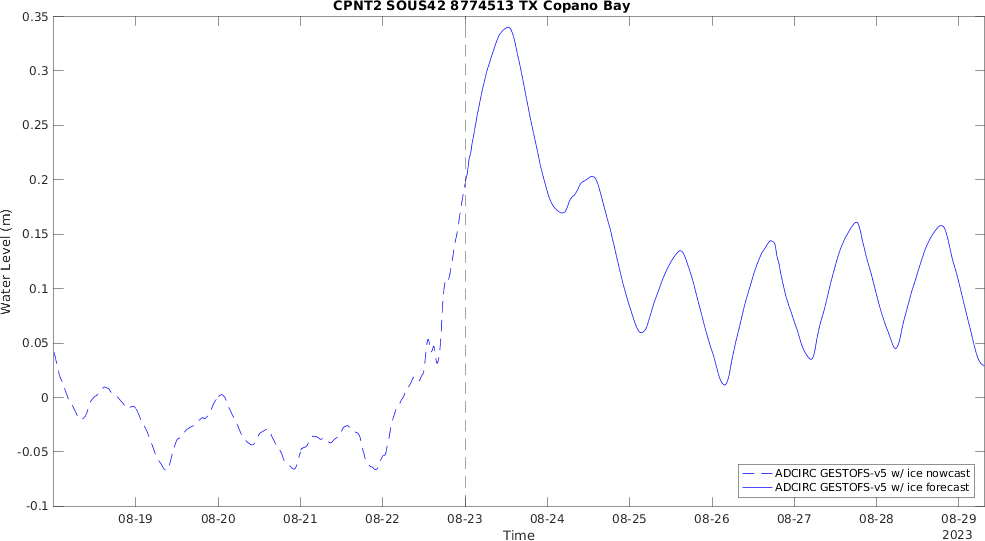 CPNT2 SOUS42 8774513 TX Copano Bay
0.35
0.3
0.25
0.2
0.15
0.1
0.05
0
-0.05
-0.1
Water Level (m)
ADCIRC GESTOFS-v5 w/ ice nowcast
ADCIRC GESTOFS-v5 w/ ice forecast
08-19 08-20 08-21 08-22 08-23 08-24 08-25 08-26 08-27 08-28 08-29
Time
2023